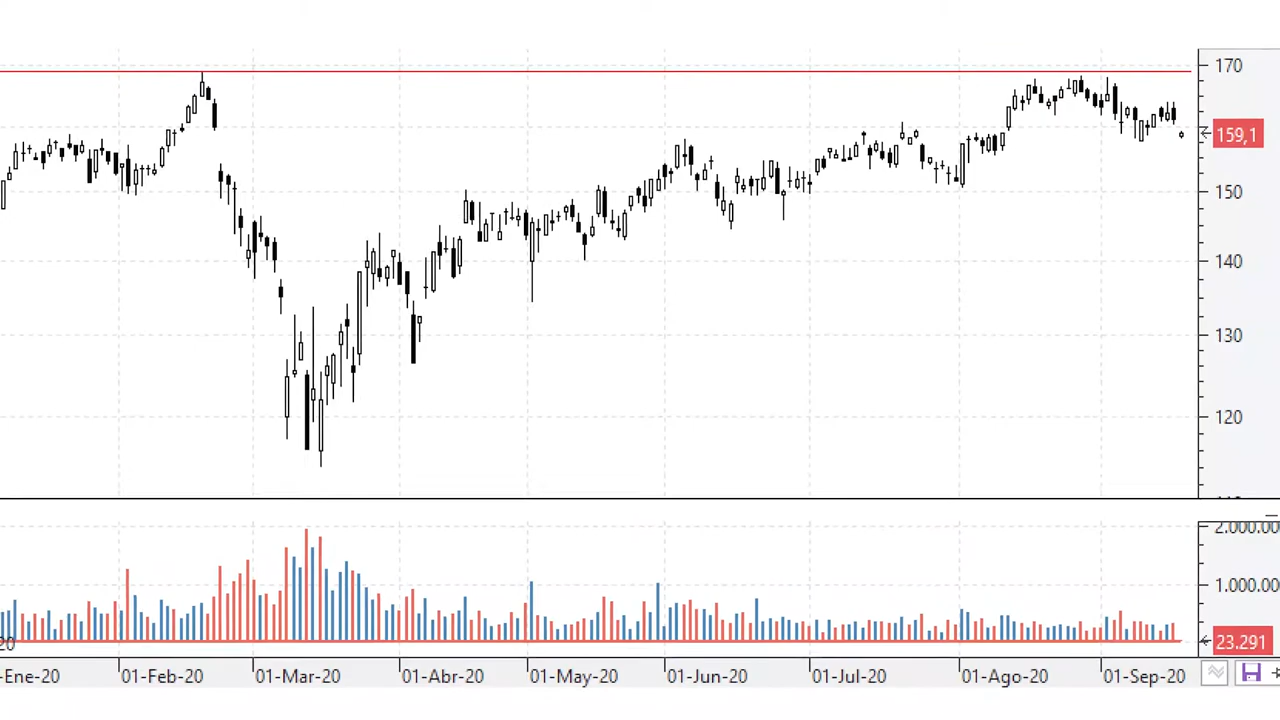 170
159,1
150
140
130
120
2.000.00
1.000.00
20
23.291
-Ene-20
01-Feb-20
01-Mar-20
01-Abr-20
01-May-20
01-Jun-20
01-Jul-20
01-Ago-20
01-Sep-20